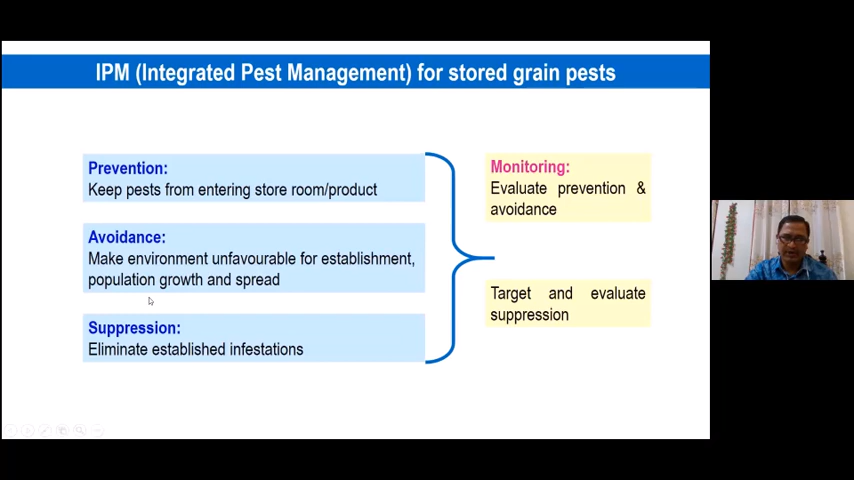 IPM (Integrated Pest Management) for stored grain pests
Prevention:
Keep pests from entering store room/product
Avoidance:
Make environment unfavourable for establishment,
population growth and spread
Suppression:
Eliminate established infestations
Monitoring:
Evaluate prevention &
avoidance
Target and evaluate
suppression